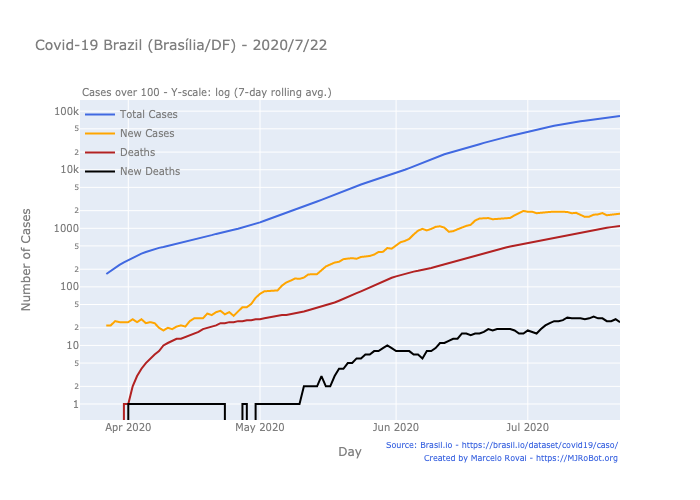 Covid-19 Brazil (Brasília/DF) - 2020/7/22
Cases over 100 - Y-scale: log (7-day rolling avg.)
Total Cases
New Cases
Deaths
New Deaths
100k
5
2
10k
5
2
1000
5
2
100
5
2
10
5
2
1
Number of Cases
Apr 2020
May 2020
Jun 2020
Jul 2020
Day
Source: Brasil.io - https://brasil.io/dataset/covid19/caso/
Created by Marcelo Rovai - https://MJRoBot.org